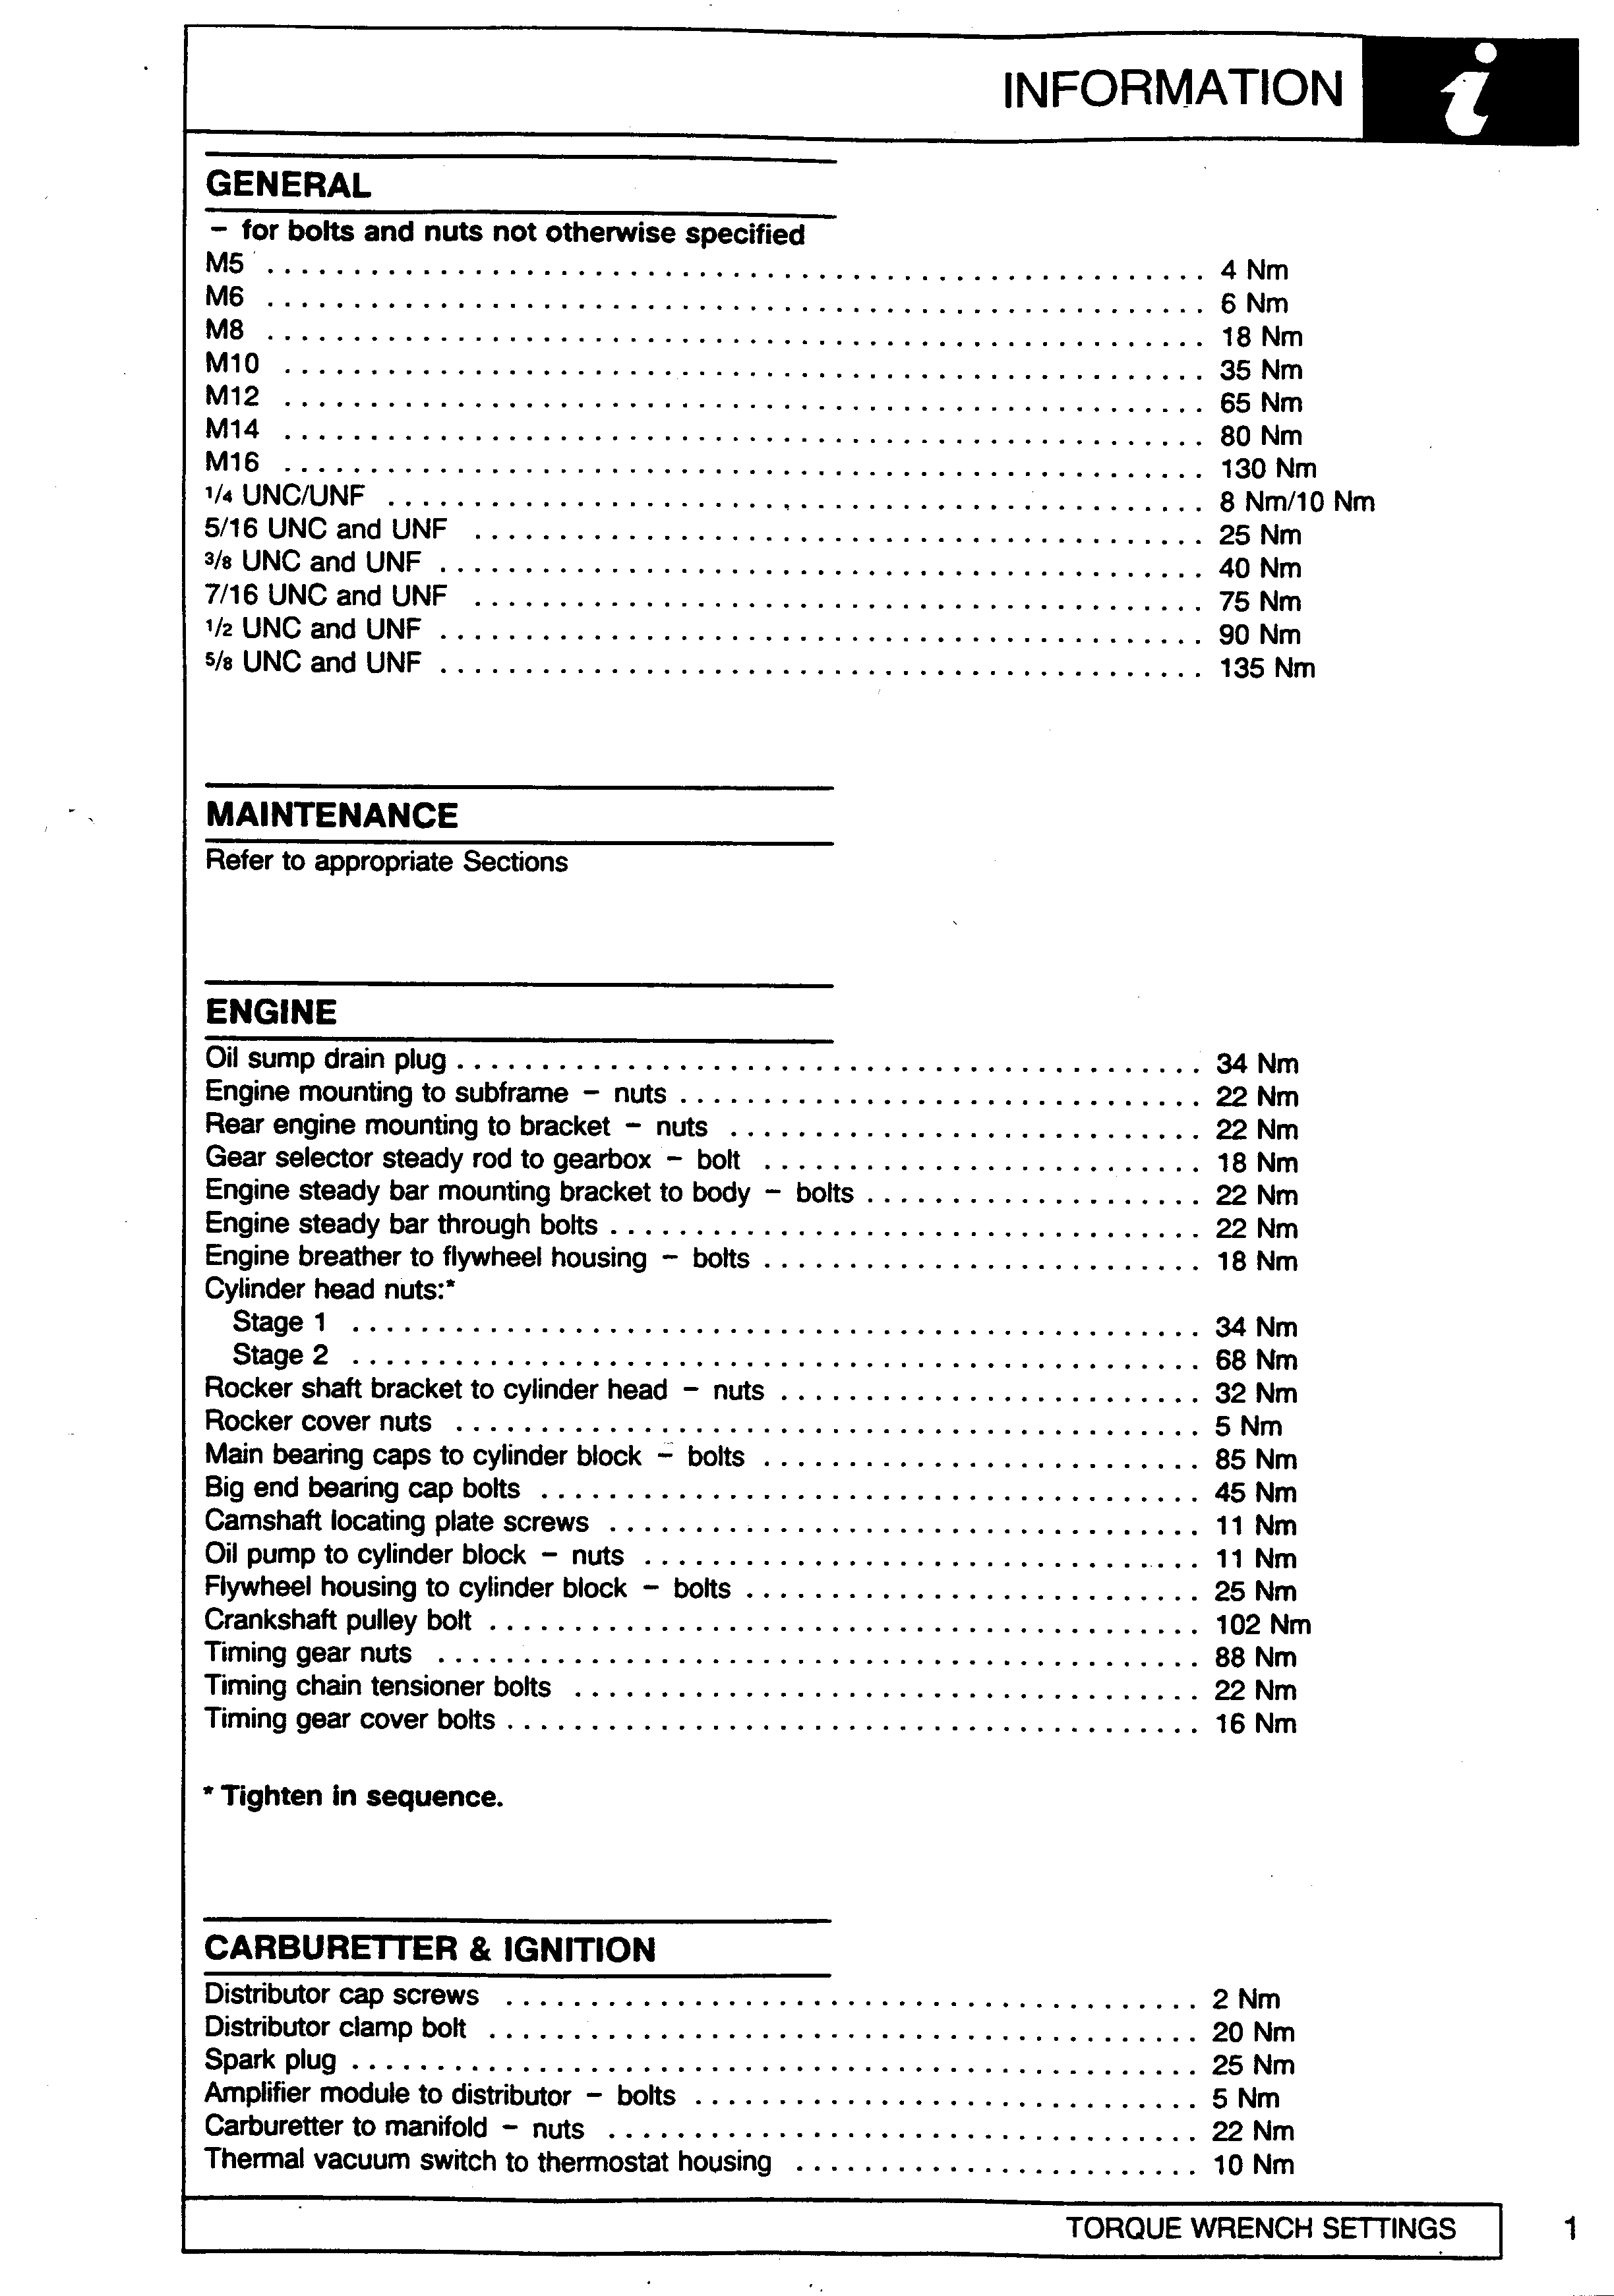 INFORMATION i
GENERAL
– for bolts and nuts not otherwise specified
M5 ........................................................ 4 Nm
M6 ........................................................ 6 Nm
M8 ........................................................ 18 Nm
M10 ...................................................... 35 Nm
M12 ...................................................... 65 Nm
M14 ...................................................... 80 Nm
M16 ...................................................... 130 Nm
1/4 UNC/UNF ................................................ 8 Nm/10 Nm
5/16 UNC and UNF ........................................... 25 Nm
3/8 UNC and UNF ............................................. 40 Nm
7/16 UNC and UNF ........................................... 75 Nm
1/2 UNC and UNF ............................................. 90 Nm
5/8 UNC and UNF ............................................. 135 Nm
MAINTENANCE
Refer to appropriate Sections
ENGINE
Oil sump drain plug ............................................ 34 Nm
Engine mounting to subframe – nuts ............................... 22 Nm
Rear engine mounting to bracket – nuts ............................ 22 Nm
Gear selector steady rod to gearbox – bolt .......................... 18 Nm
Engine steady bar mounting bracket to body – bolts .................... 22 Nm
Engine steady bar through bolts ................................... 22 Nm
Engine breather to flywheel housing – bolts .......................... 18 Nm
Cylinder head nuts:*
Stage 1 .................................................. 34 Nm
Stage 2 .................................................. 68 Nm
Rocker shaft bracket to cylinder head – nuts ......................... 32 Nm
Rocker cover nuts ............................................ 5 Nm
Main bearing caps to cylinder block – bolts .......................... 85 Nm
Big end bearing cap bolts ....................................... 45 Nm
Camshaft locating plate screws ................................... 11 Nm
Oil pump to cylinder block – nuts ................................. 11 Nm
Flywheel housing to cylinder block – bolts ........................... 25 Nm
Crankshaft pulley bolt .......................................... 102 Nm
Timing gear nuts ............................................. 88 Nm
Timing chain tensioner bolts ..................................... 22 Nm
Timing gear cover bolts ......................................... 16 Nm
* Tighten in sequence.
CARBURETTER & IGNITION
Distributor cap screws ......................................... 2 Nm
Distributor clamp bolt .......................................... 20 Nm
Spark plug .................................................. 25 Nm
Amplifier module to distributor – bolts .............................. 5 Nm
Carburetter to manifold – nuts ................................... 22 Nm
Thermal vacuum switch to thermostat housing ........................ 10 Nm
TORQUE WRENCH SETTINGS 1